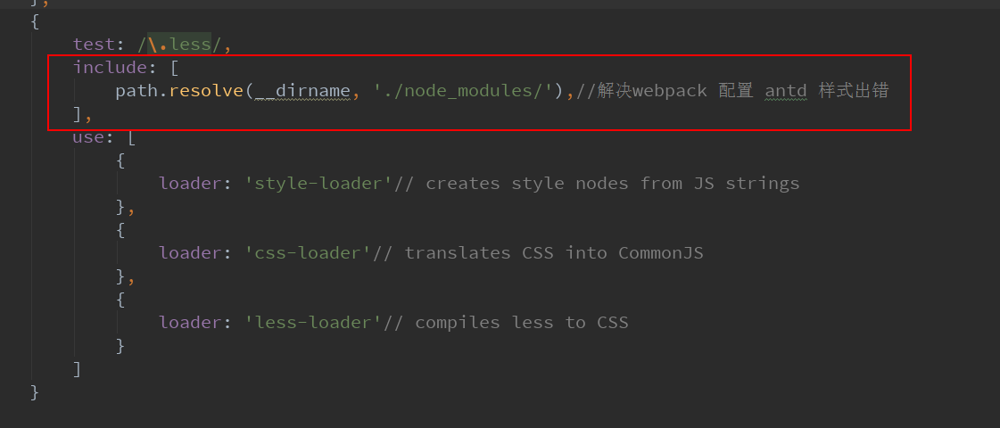 },
{
test: /\.less/,
include: [
path.resolve(__dirname, './node_modules/'),//解决webpack 配置 antd 样式出错
],
use: [
{
loader: 'style-loader'// creates style nodes from JS strings
},
{
loader: 'css-loader'// translates CSS into CommonJS
},
{
loader: 'less-loader'// compiles less to CSS
}
]
}